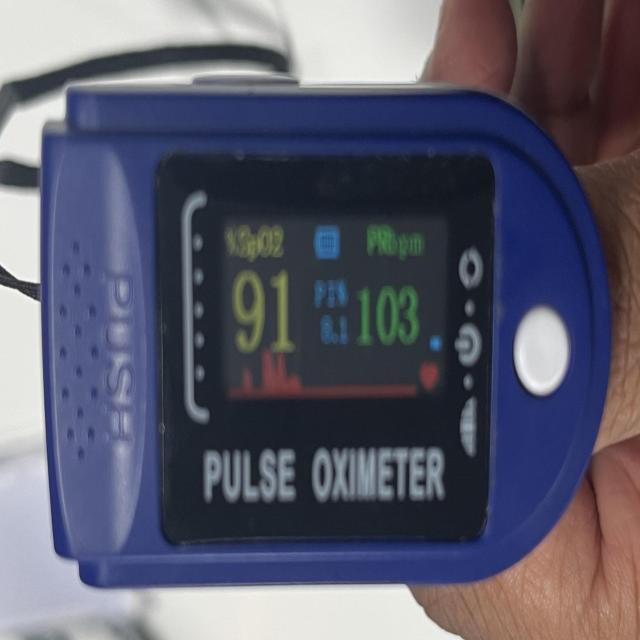 %SpO2 PRbpm
91 103
PI%
0.1
PULSE OXIMETER
PUSH